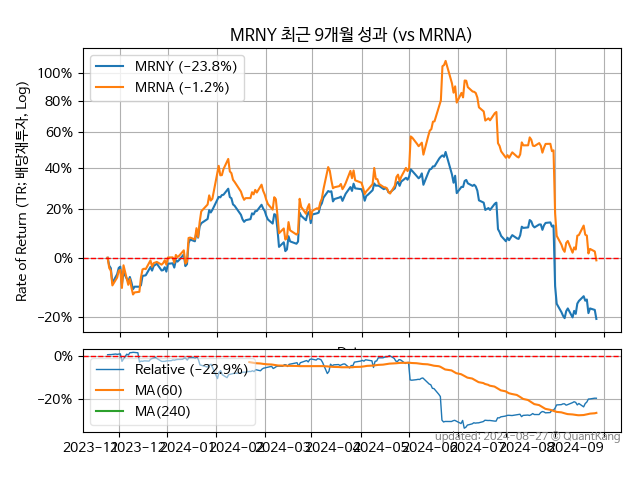 MRNY 최근 9개월 성과 (vs MRNA)
Rate of Return (TR: 배당재투자, Log)
MRNY (−23.8%)
MRNA (−1.2%)
100%
80%
60%
40%
20%
0%
−20%
0%
−20%
Relative (−22.9%)
MA(60)
MA(240)
updated: 2024-08-27 © QuantKang
2023-11
2023-12
2024-01
2024-02
2024-03
2024-04
2024-05
2024-06
2024-07
2024-08
2024-09